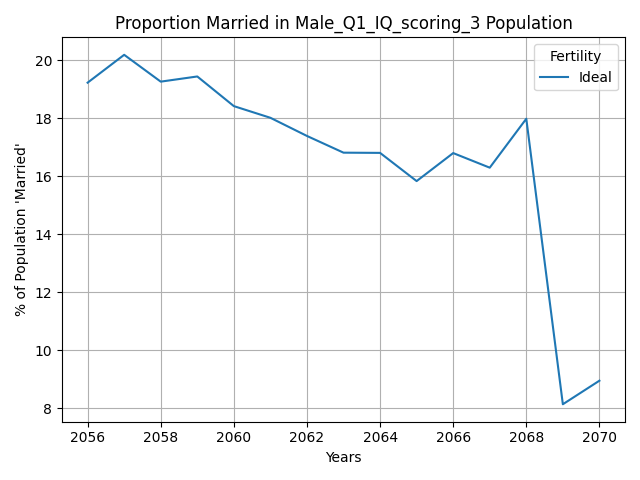 Proportion Married in Male_Q1_IQ_scoring_3 Population
Fertility
Ideal
% of Population 'Married'
20
18
16
14
12
10
8
2056 2058 2060 2062 2064 2066 2068 2070
Years